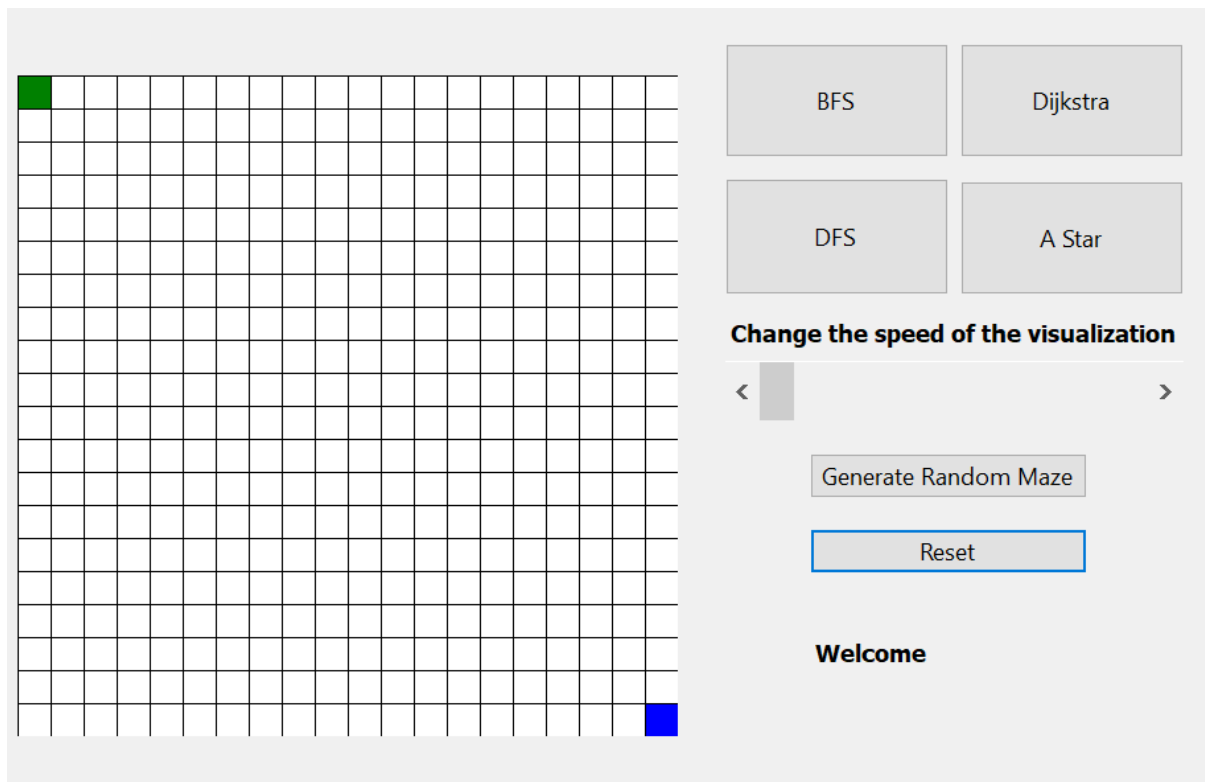 BFS
Dijkstra
DFS
A Star
Change the speed of the visualization
Generate Random Maze
Reset
Welcome